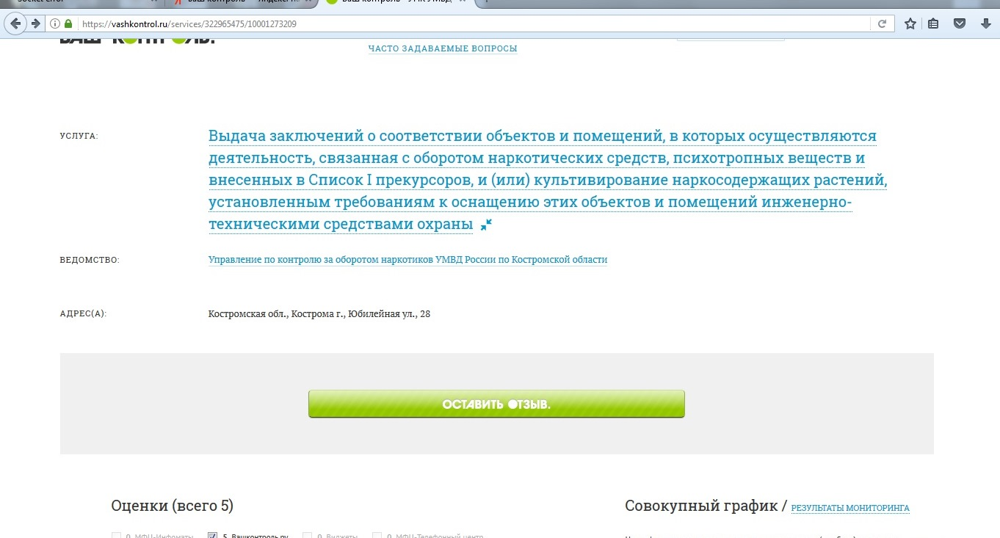 https://vashkontrol.ru/services/322965475/10001273209
ЧАСТО ЗАДАВАЕМЫЕ ВОПРОСЫ
УСЛУГА:
Выдача заключений о соответствии объектов и помещений, в которых осуществляются
деятельность, связанная с оборотом наркотических средств, психотропных веществ и
внесенных в Список I прекурсоров, и (или) культивирование наркосодержащих растений,
установленным требованиям к оснащению этих объектов и помещений инженерно-
техническими средствами охраны
ВЕДОМСТВО:
Управление по контролю за оборотом наркотиков УМВД России по Костромской области
АДРЕС(А):
Костромская обл., Кострома г., Юбилейная ул., 28
ОСТАВИТЬ ОТЗЫВ.
Оценки (всего 5)
Совокупный график / РЕЗУЛЬТАТЫ МОНИТОРИНГА
0 МФЦ-Инфоматы 5 Вашконтроль.ру 0 Виджеты 0 МФЦ-Телефонный центр